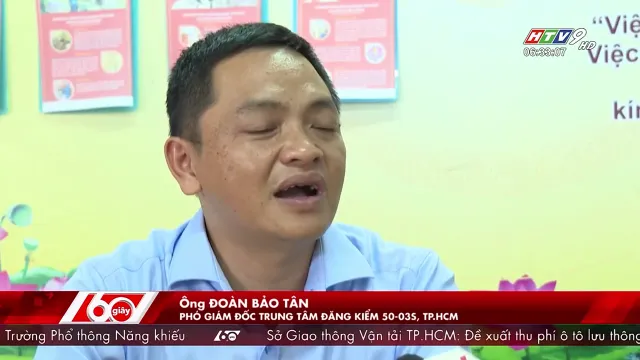 “Việ
Việc
kin
HTV9 HD
06:33:07
60 giây
Ông ĐOÀN BẢO TÂN
PHÓ GIÁM ĐỐC TRUNG TÂM ĐĂNG KIỂM 50-03S, TP.HCM
Trường Phổ thông Năng khiếu
Sở Giao thông Vận tải TP.HCM: Đề xuất thu phí ô tô lưu thông